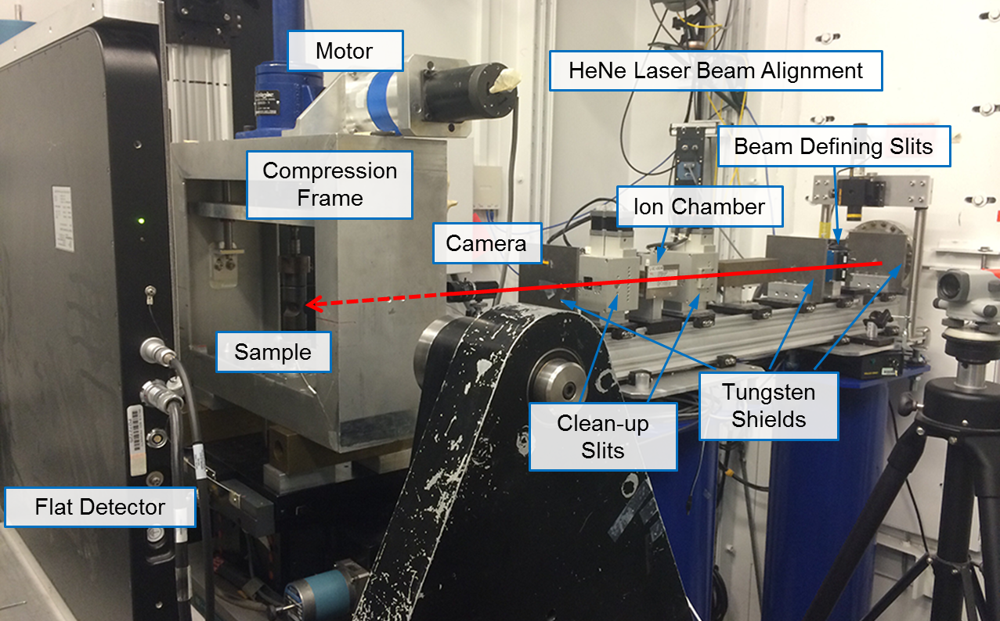 Motor
HeNe Laser Beam Alignment
Beam Defining Slits
Compression
Frame
Ion Chamber
Camera
Sample
Tungsten
Shields
Clean-up
Slits
Flat Detector